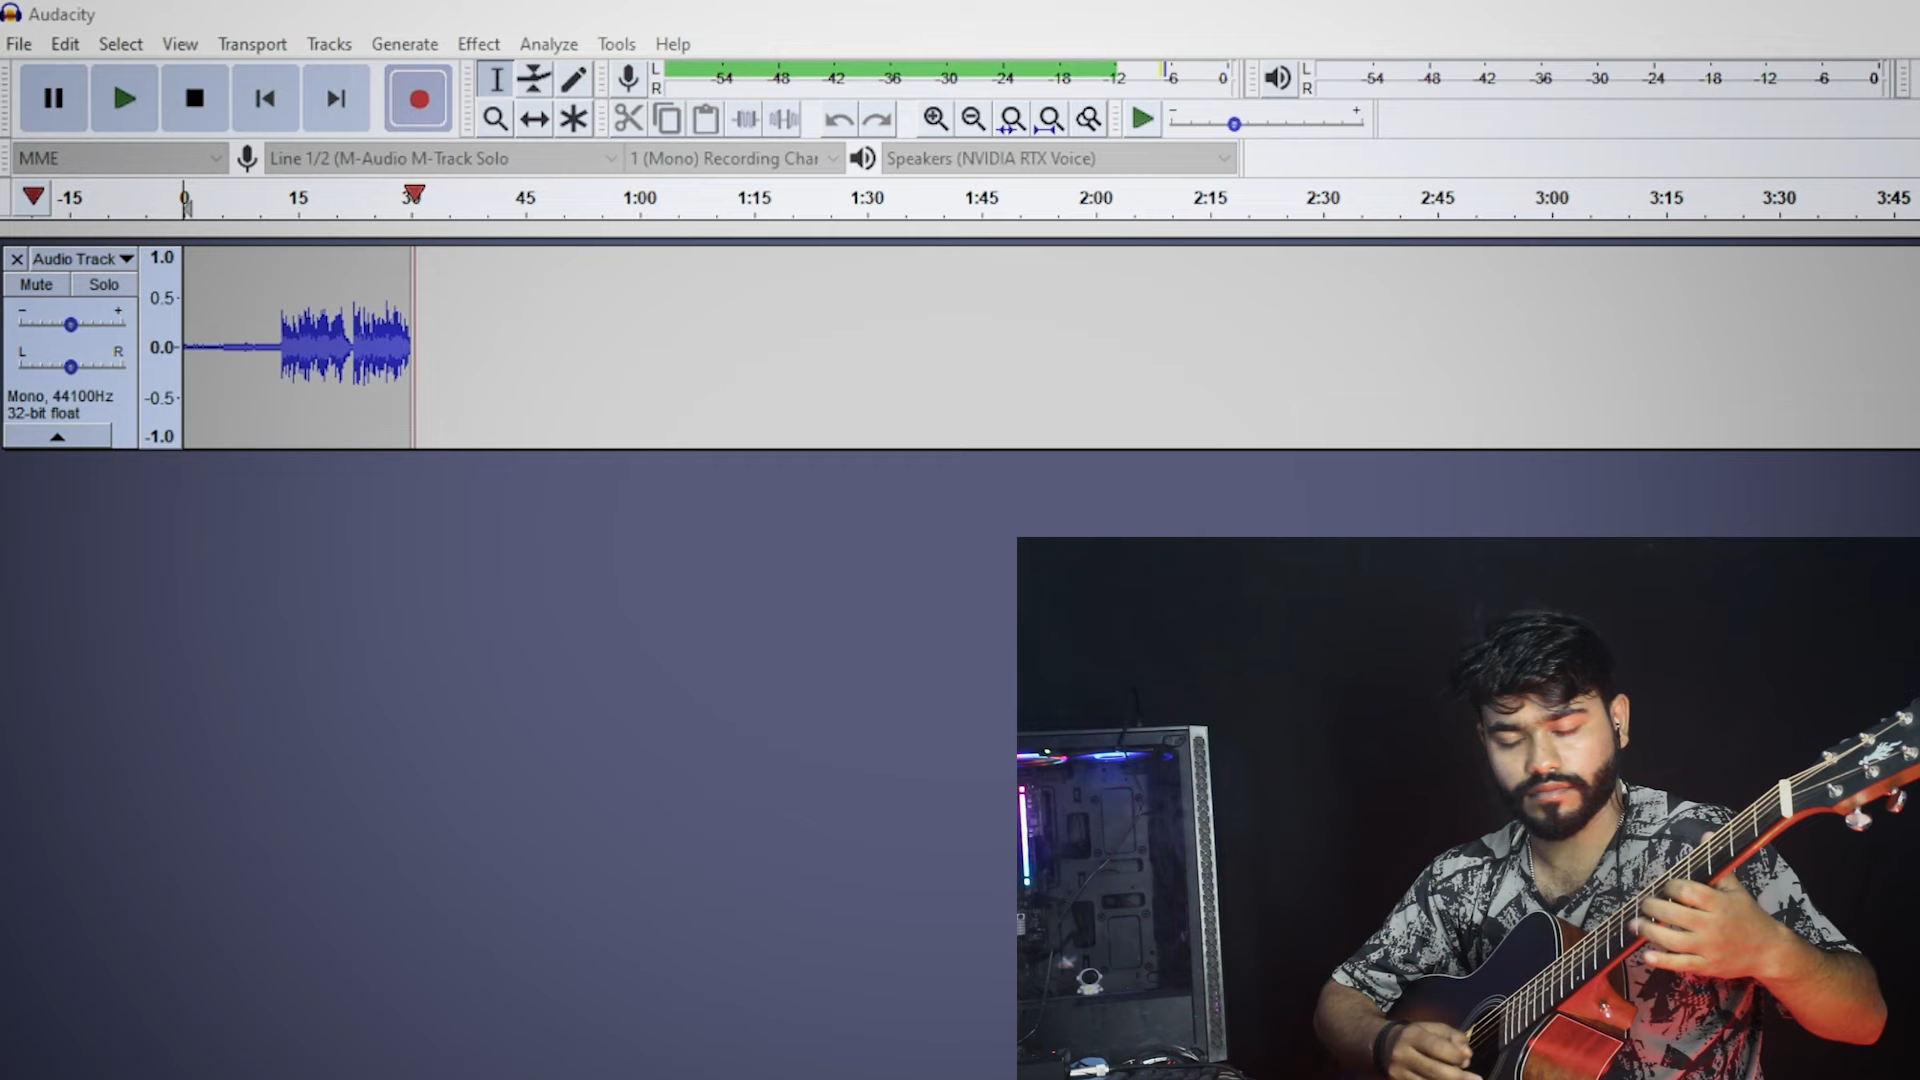 Audacity
File Edit Select View Transport Tracks Generate Effect Analyze Tools Help
L
R
-54 -48 -42 -36 -30 -24 -18 -12 -6 0
L
R
-54 -48 -42 -36 -30 -24 -18 -12 -6 0
- +
MME
Line 1/2 (M-Audio M-Track Solo
1 (Mono) Recording Char
Speakers (NVIDIA RTX Voice)
-15 0 15 30 45 1:00 1:15 1:30 1:45 2:00 2:15 2:30 2:45 3:00 3:15 3:30 3:45
Audio Track
Mute Solo
- +
L R
Mono, 44100Hz
32-bit float
1.0
0.5
0.0
-0.5
-1.0